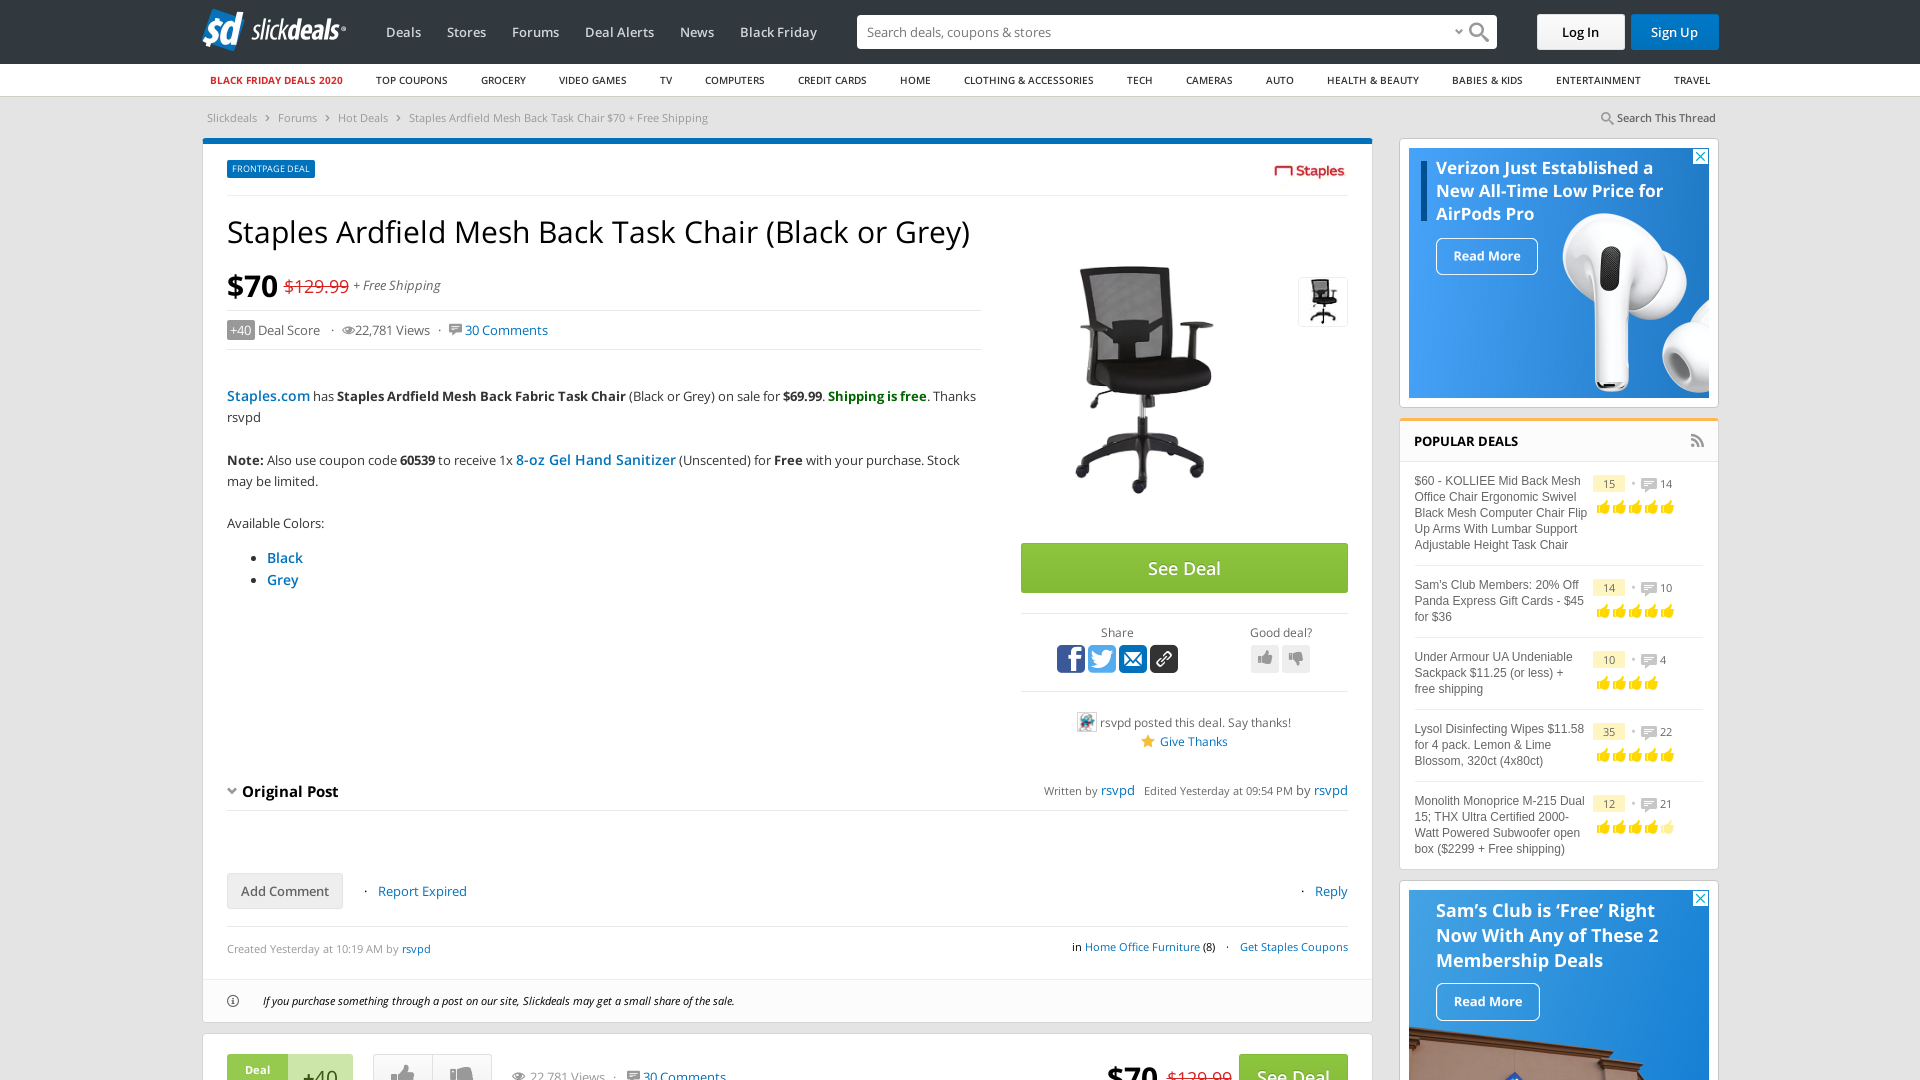 sd slickdeals
Deals Stores Forums Deal Alerts News Black Friday
Search deals, coupons & stores
Log In Sign Up
BLACK FRIDAY DEALS 2020 TOP COUPONS GROCERY VIDEO GAMES TV COMPUTERS CREDIT CARDS HOME CLOTHING & ACCESSORIES TECH CAMERAS AUTO HEALTH & BEAUTY BABIES & KIDS ENTERTAINMENT TRAVEL
Slickdeals › Forums › Hot Deals › Staples Ardfield Mesh Back Task Chair $70 + Free Shipping
Search This Thread
FRONTPAGE DEAL
Staples
Staples Ardfield Mesh Back Task Chair (Black or Grey)
$70 $129.99 + Free Shipping
+40 Deal Score · 22,781 Views · 30 Comments
Staples.com has Staples Ardfield Mesh Back Fabric Task Chair (Black or Grey) on sale for $69.99. Shipping is free. Thanks
rsvpd
Note: Also use coupon code 60539 to receive 1x 8-oz Gel Hand Sanitizer (Unscented) for Free with your purchase. Stock
may be limited.
Available Colors:
• Black
• Grey
See Deal
Share
Good deal?
rsvpd posted this deal. Say thanks!
Give Thanks
Original Post
Written by rsvpd Edited Yesterday at 09:54 PM by rsvpd
Add Comment · Report Expired
· Reply
Created Yesterday at 10:19 AM by rsvpd
in Home Office Furniture (8) · Get Staples Coupons
If you purchase something through a post on our site, Slickdeals may get a small share of the sale.
Deal
+40
22,781 Views · 30 Comments
$70 $129.99 See Deal
Verizon Just Established a
New All-Time Low Price for
AirPods Pro
Read More
POPULAR DEALS
$60 - KOLLIEE Mid Back Mesh
Office Chair Ergonomic Swivel
Black Mesh Computer Chair Flip
Up Arms With Lumbar Support
Adjustable Height Task Chair
15 • 14
Sam's Club Members: 20% Off
Panda Express Gift Cards - $45
for $36
14 • 10
Under Armour UA Undeniable
Sackpack $11.25 (or less) +
free shipping
10 • 4
Lysol Disinfecting Wipes $11.58
for 4 pack. Lemon & Lime
Blossom, 320ct (4x80ct)
35 • 22
Monolith Monoprice M-215 Dual
15; THX Ultra Certified 2000-
Watt Powered Subwoofer open
box ($2299 + Free shipping)
12 • 21
Sam's Club is ‘Free’ Right
Now With Any of These 2
Membership Deals
Read More